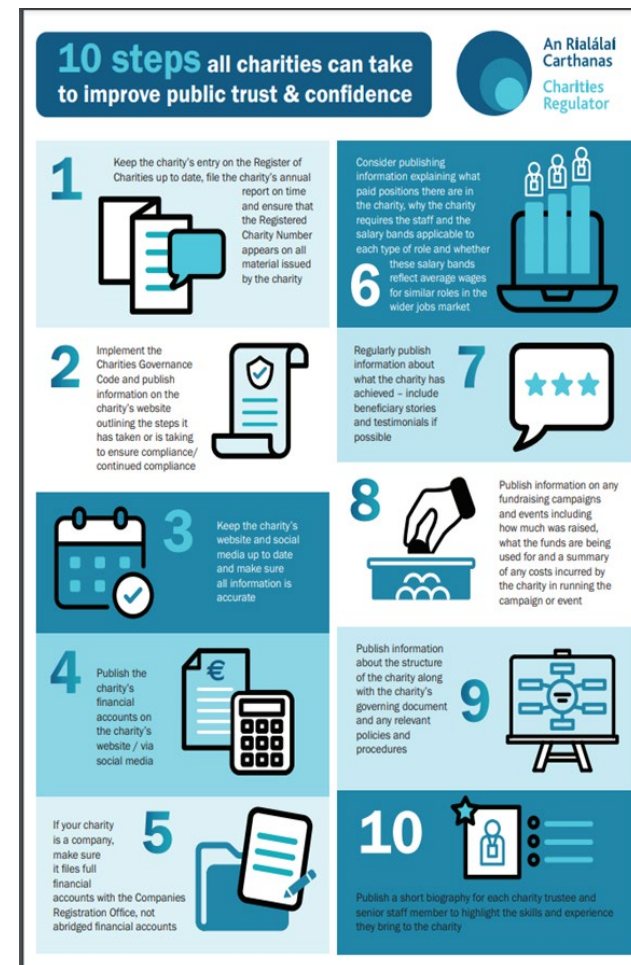 10 steps all charities can take
to improve public trust & confidence
An Rialálaí
Carthanas
Charities
Regulator
1
Keep the charity's entry on the Register of
Charities up to date, file the charity's annual
report on time
and ensure that
the Registered
Charity Number
appears on all
material issued
by the charity
2
Implement the
Charities Governance
Code and publish
information on the
charity's website
outlining the steps it
has taken or is taking
to ensure compliance/
continued compliance
3
Keep the charity's
website and social
media up to date
and make sure
all information is
accurate
4
€
Publish the
charity's
financial
accounts on
the charity's
website / via
social media
5
If your charity
is a company,
make sure
it files full
financial
accounts with the Companies
Registration Office, not
abridged financial accounts
Consider publishing
information explaining what
paid positions there are in
the charity, why the charity
requires the staff and the
salary bands applicable to
each type of role and whether
6
these salary bands
reflect average wages
for similar roles in the
wider jobs market
Regularly publish
information about
what the charity has
achieved – include
beneficiary stories
and testimonials if
possible
7
8
Publish information on any
fundraising campaigns
and events including
how much was raised,
what the funds are being
used for and a summary
of any costs incurred by
the charity in running the
campaign or event
Publish information
about the structure
of the charity along
with the charity's
governing document
and any relevant
policies and
procedures
9
10
Publish a short biography for each charity trustee and
senior staff member to highlight the skills and experience
they bring to the charity